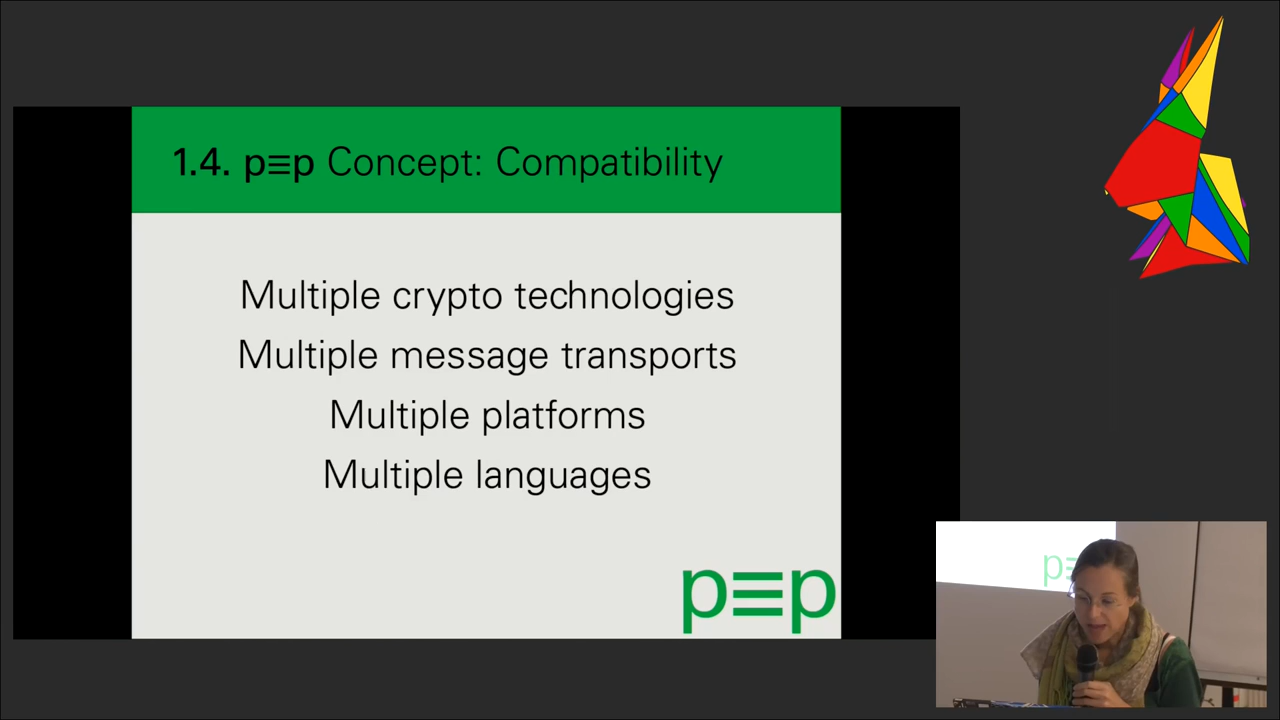 1.4. p≡p Concept: Compatibility
Multiple crypto technologies
Multiple message transports
Multiple platforms
Multiple languages
p≡p
p≡